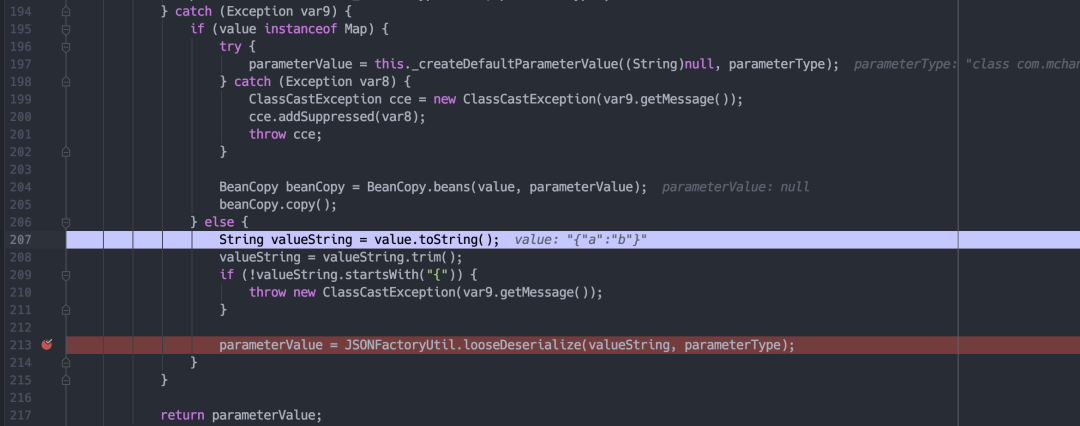 194 } catch (Exception var9) {
195 if (value instanceof Map) {
196 try {
197 parameterValue = this._createDefaultParameterValue((String)null, parameterType); parameterType: "class com.mchan
198 } catch (Exception var8) {
199 ClassCastException cce = new ClassCastException(var9.getMessage());
200 cce.addSuppressed(var8);
201 throw cce;
202 }
203
204 BeanCopy beanCopy = BeanCopy.beans(value, parameterValue); parameterValue: null
205 beanCopy.copy();
206 } else {
207 String valueString = value.toString(); value: "{"a":"b"}"
208 valueString = valueString.trim();
209 if (!valueString.startsWith("{")) {
210 throw new ClassCastException(var9.getMessage());
211 }
212
213 parameterValue = JSONFactoryUtil.looseDeserialize(valueString, parameterType);
214 }
215 }
216
217 return parameterValue;